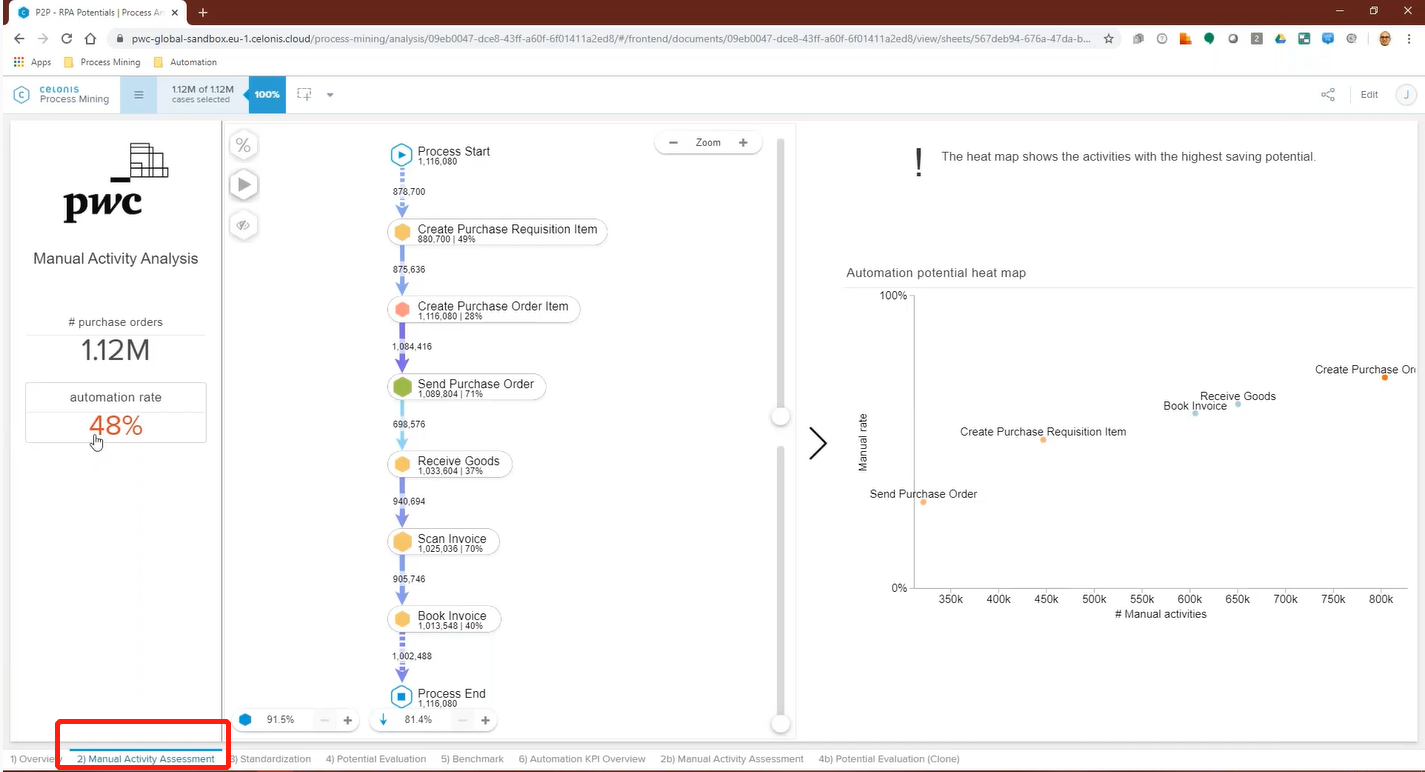 P2P - RPA Potentials | Process An
pwc-global-sandbox.eu-1.celonis.cloud/process-mining/analysis/09eb0047-dce8-43ff-a60f-6f01411a2ed8/#/frontend/documents/09eb0047-dce8-43ff-a60f-6f01411a2ed8/view/sheets/567deb94-676a-47da-b...
Apps Process Mining Automation
celonis
Process Mining
1.12M of 1.12M
cases selected
100%
Edit
J
pwc
Manual Activity Analysis
# purchase orders
1.12M
automation rate
48%
%
Zoom
Process Start
1,116,080
878,700
Create Purchase Requisition Item
880,700 | 49%
875,636
Create Purchase Order Item
1,116,080 | 28%
1,084,416
Send Purchase Order
1,089,804 | 71%
698,576
Receive Goods
1,033,604 | 37%
940,694
Scan Invoice
1,025,036 | 70%
905,746
Book Invoice
1,013,548 | 40%
1,002,488
Process End
1,116,080
91.5%
81.4%
! The heat map shows the activities with the highest saving potential.
Automation potential heat map
100%
Manual rate
0%
Create Purchase Or
Receive Goods
Book Invoice
Create Purchase Requisition Item
Send Purchase Order
350k 400k 450k 500k 550k 600k 650k 700k 750k 800k
# Manual activities
1) Overview 2) Manual Activity Assessment 3) Standardization 4) Potential Evaluation 5) Benchmark 6) Automation KPI Overview 2b) Manual Activity Assessment 4b) Potential Evaluation (Clone)